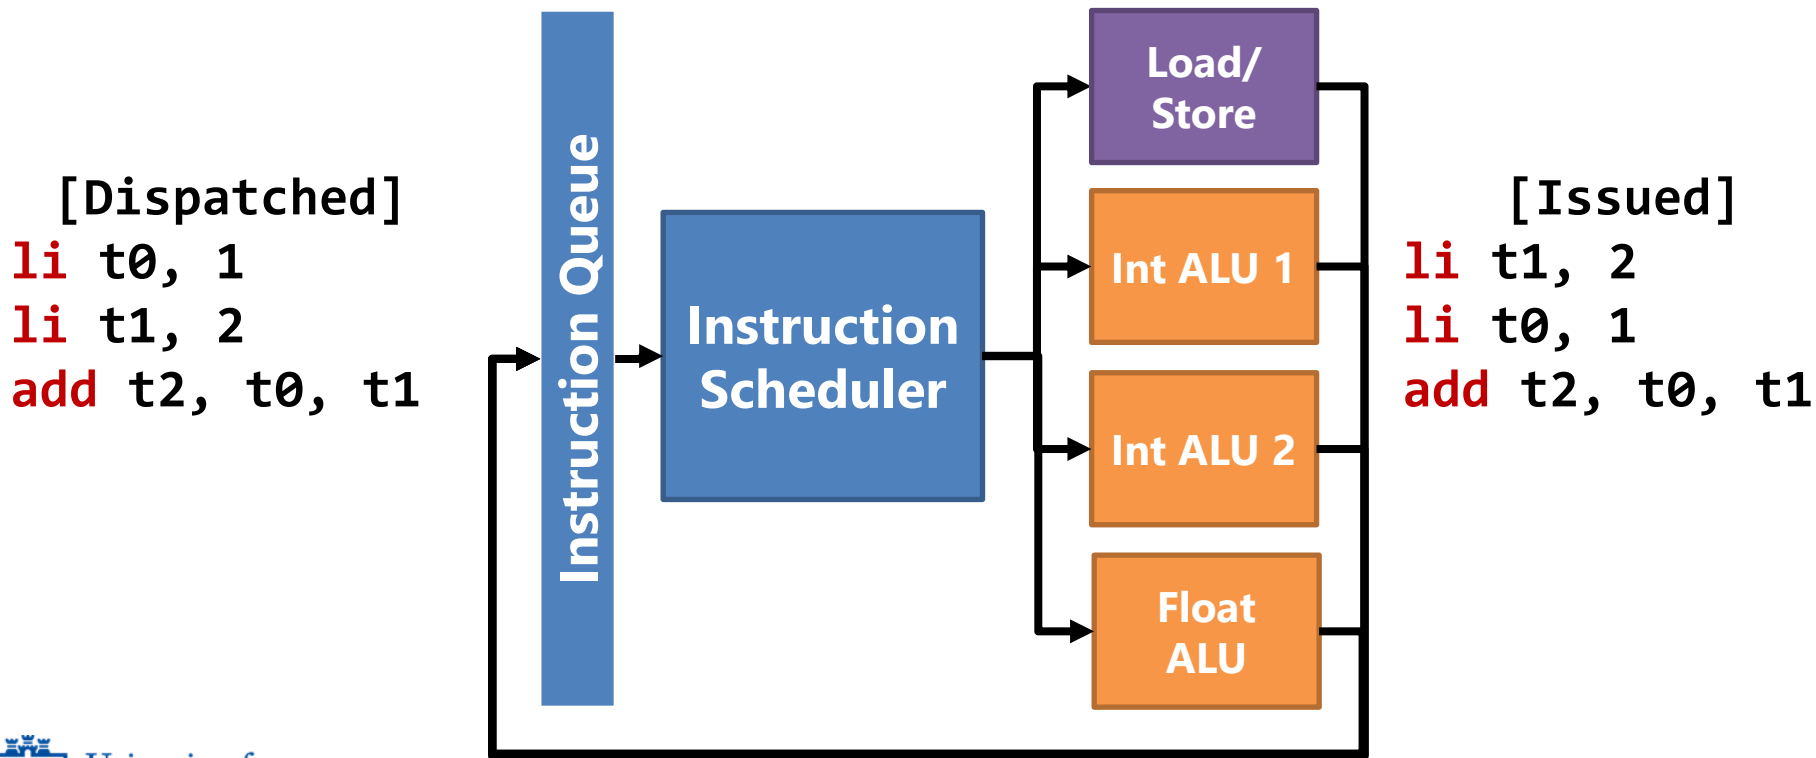 [Dispatched]
li t0, 1
li t1, 2
add t2, t0, t1
Instruction Queue
Instruction
Scheduler
Load/
Store
Int ALU 1
Int ALU 2
Float
ALU
[Issued]
li t1, 2
li t0, 1
add t2, t0, t1